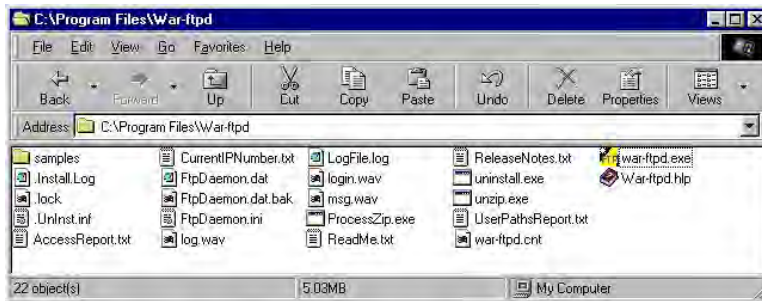 C:\Program Files\War-ftpd
File Edit View Go Favorites Help
Back Forward Up Cut Copy Paste Undo Delete Properties Views
Address C:\Program Files\War-ftpd
samples CurrentIPNumber.txt LogFile.log ReleaseNotes.txt war-ftpd.exe
.Install.Log FtpDaemon.dat login.wav uninstall.exe War-ftpd.hlp
.lock FtpDaemon.dat.bak msg.wav unzip.exe
.UnInst.inf FtpDaemon.ini ProcessZip.exe UserPathsReport.txt
AccessReport.txt log.wav ReadMe.txt war-ftpd.cnt
22 object(s) 5.03MB My Computer